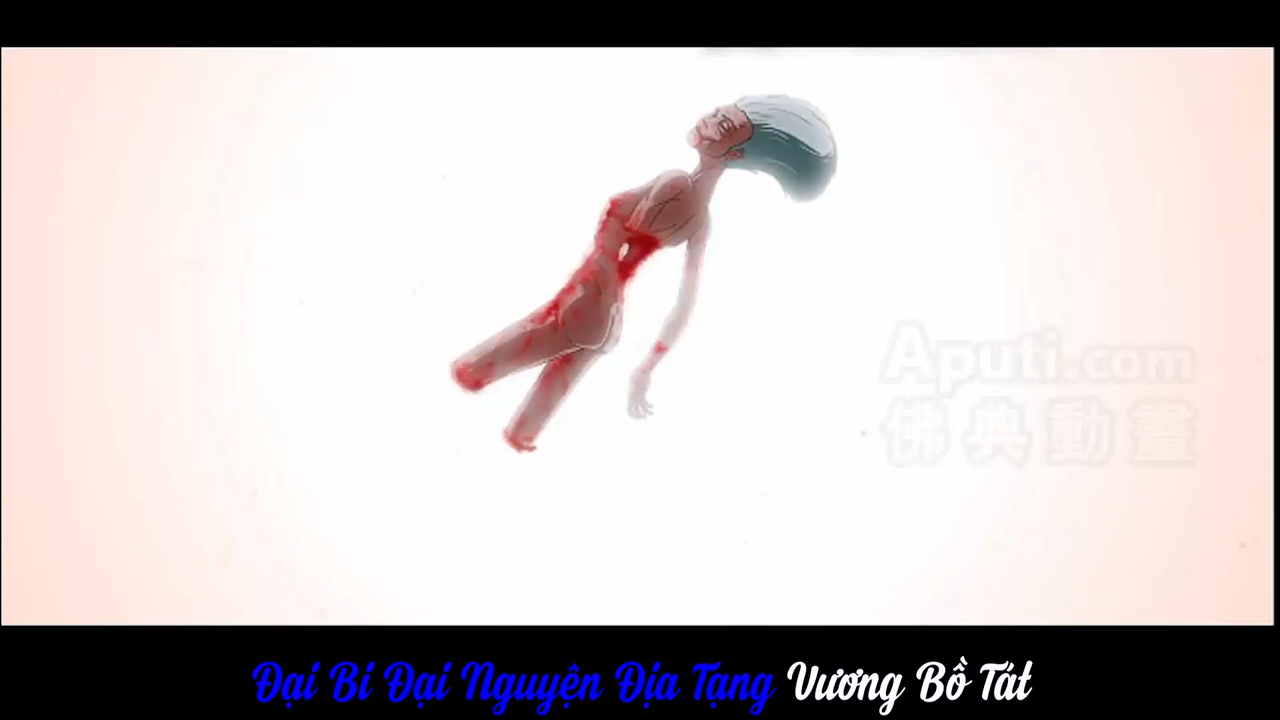 Aputi.com
佛典動畫
Đại Bi Đại Nguyện Địa Tạng Vương Bồ Tát